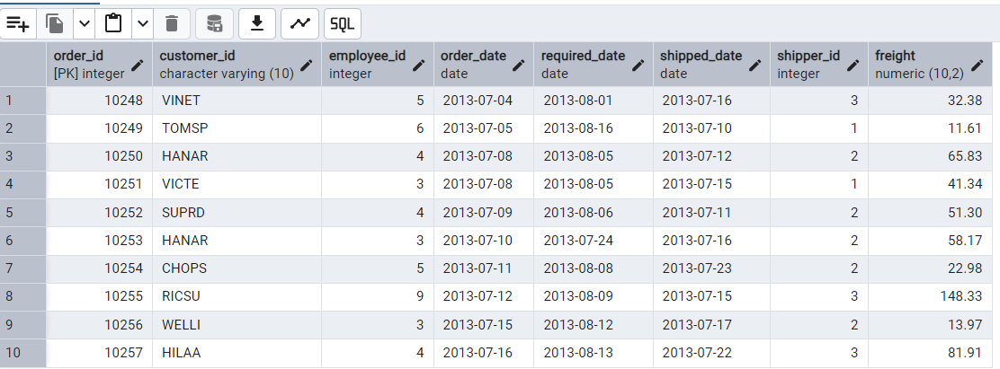 SQL
order_id customer_id employee_id order_date required_date shipped_date shipper_id freight
[PK] integer character varying (10) integer date date date integer numeric (10,2)
1 10248 VINET 5 2013-07-04 2013-08-01 2013-07-16 3 32.38
2 10249 TOMSP 6 2013-07-05 2013-08-16 2013-07-10 1 11.61
3 10250 HANAR 4 2013-07-08 2013-08-05 2013-07-12 2 65.83
4 10251 VICTE 3 2013-07-08 2013-08-05 2013-07-15 1 41.34
5 10252 SUPRD 4 2013-07-09 2013-08-06 2013-07-11 2 51.30
6 10253 HANAR 3 2013-07-10 2013-07-24 2013-07-16 2 58.17
7 10254 CHOPS 5 2013-07-11 2013-08-08 2013-07-23 2 22.98
8 10255 RICSU 9 2013-07-12 2013-08-09 2013-07-15 3 148.33
9 10256 WELLI 3 2013-07-15 2013-08-12 2013-07-17 2 13.97
10 10257 HILAA 4 2013-07-16 2013-08-13 2013-07-22 3 81.91